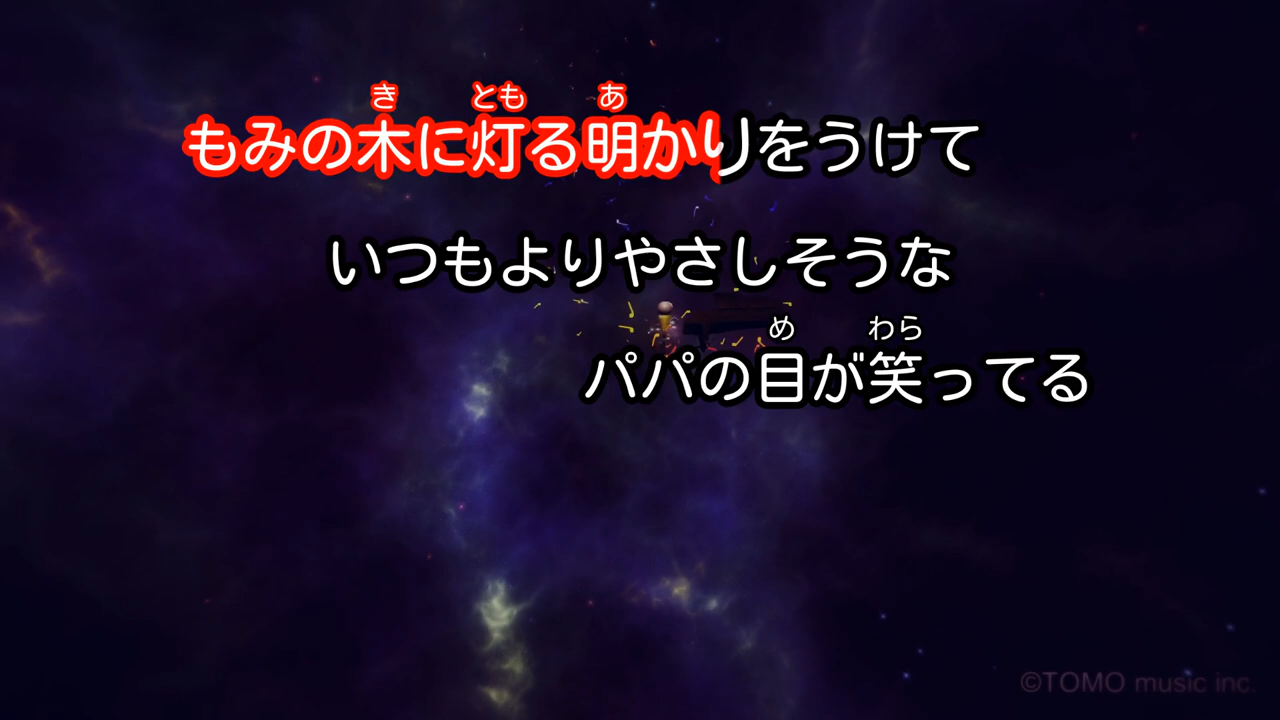 き とも あ
もみの木に灯る明かりをうけて
いつもよりやさしそうな
め わら
パパの目が笑ってる
©TOMO music inc.